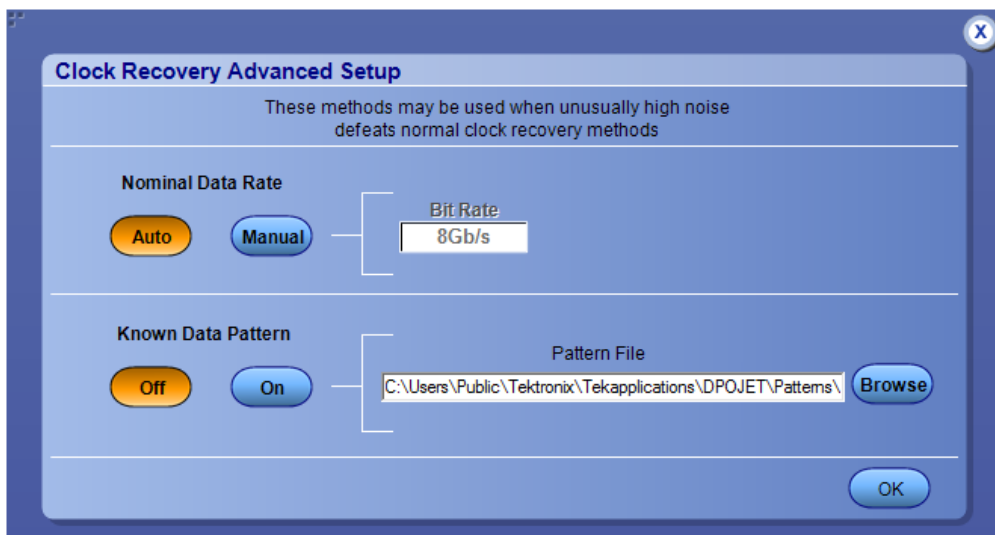 X
Clock Recovery Advanced Setup
These methods may be used when unusually high noise
defeats normal clock recovery methods
Nominal Data Rate
Auto
Manual
Bit Rate
8Gb/s
Known Data Pattern
Off
On
Pattern File
C:\Users\Public\Tektronix\Tekapplications\DPOJET\Patterns\
Browse
OK